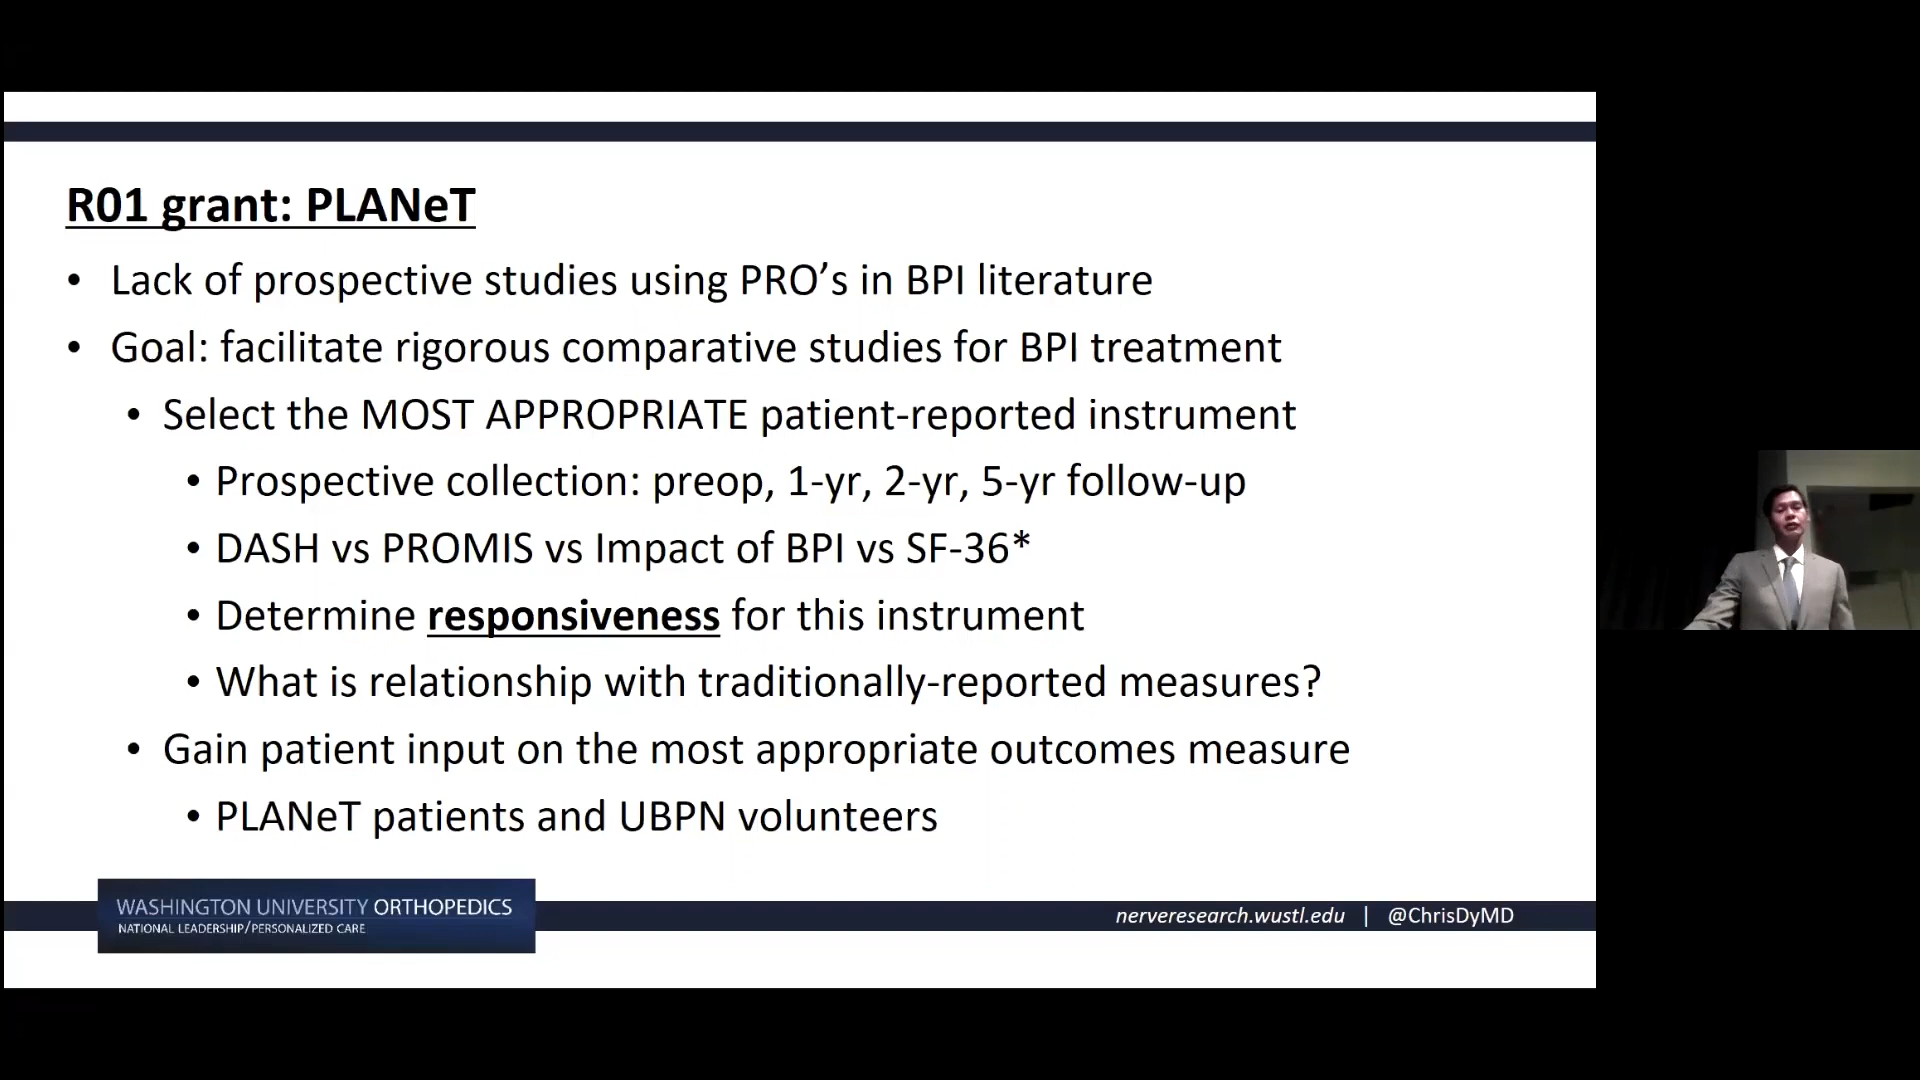 R01 grant: PLANeT
• Lack of prospective studies using PRO’s in BPI literature
• Goal: facilitate rigorous comparative studies for BPI treatment
• Select the MOST APPROPRIATE patient-reported instrument
• Prospective collection: preop, 1-yr, 2-yr, 5-yr follow-up
• DASH vs PROMIS vs Impact of BPI vs SF-36*
• Determine responsiveness for this instrument
• What is relationship with traditionally-reported measures?
• Gain patient input on the most appropriate outcomes measure
• PLANeT patients and UBPN volunteers
WASHINGTON UNIVERSITY ORTHOPEDICS
NATIONAL LEADERSHIP/PERSONALIZED CARE
nerveresearch.wustl.edu | @ChrisDyMD